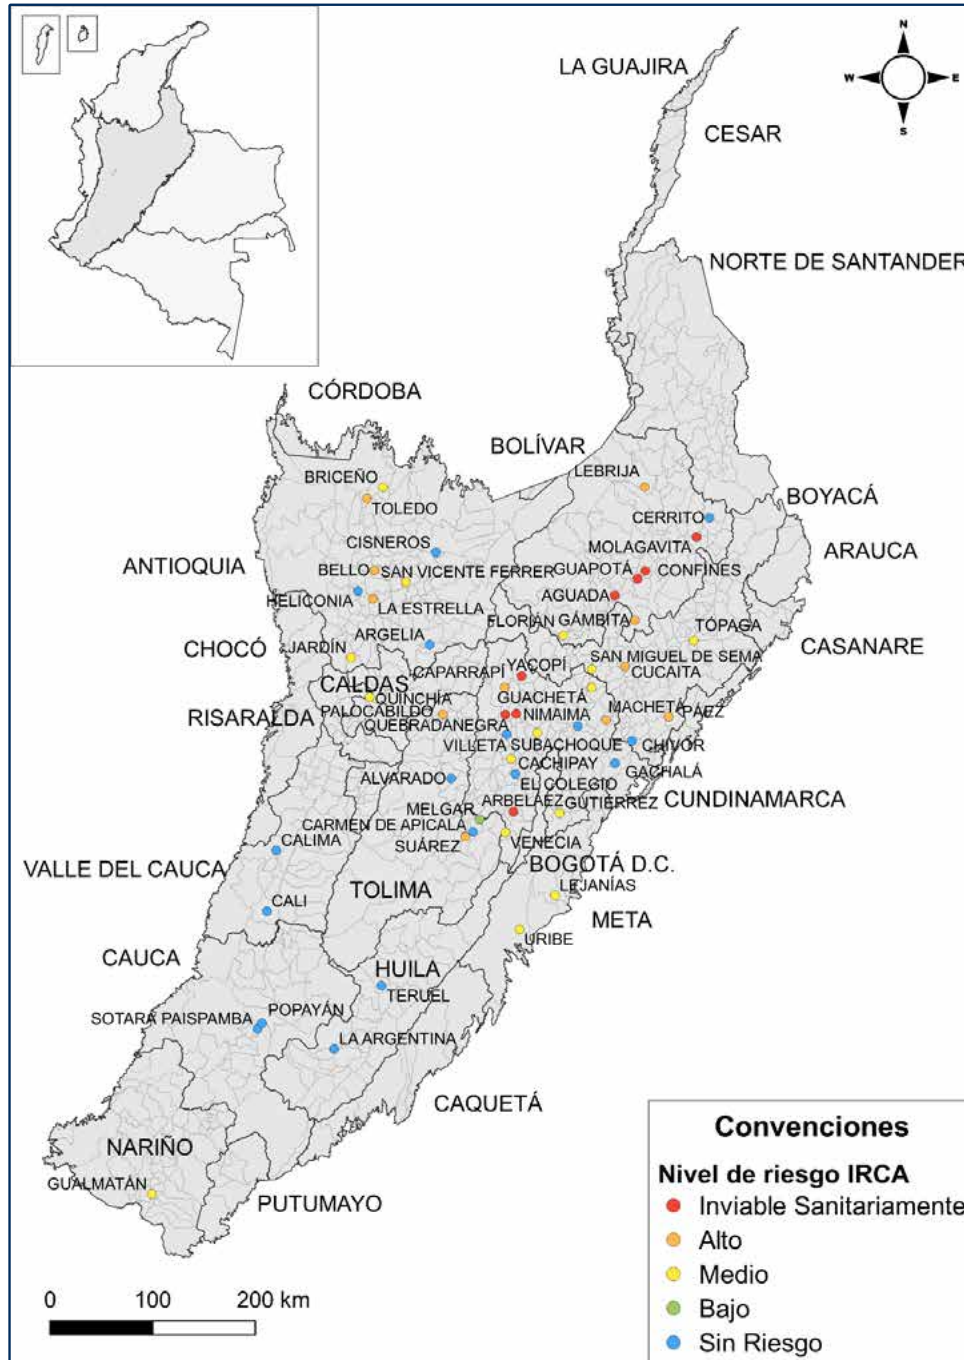 N
W
E
S
LA GUAJIRA
CESAR
NORTE DE SANTANDER
CÓRDOBA
BOLÍVAR
LEBRIJA
BRICEÑO
BOYACÁ
TOLEDO
CERRITO
CISNEROS
MOLAGAVITA
ARAUCA
ANTIOQUIA
BELLO
SAN VICENTE FERRER
GUAPOTÁ
CONFINES
HELICONIA
AGUADA
LA ESTRELLA
FLORIÁN
GÁMBITA
TÓPAGA
CHOCÓ
ARGELIA
JARDÍN
CASANARE
CAPARRAPÍ
YACOPÍ
SAN MIGUEL DE SEMA
CUCAITA
CALDAS
QUINCHÍA
GUACHETÁ
RISARALDA
PALOCABILDO
MACHETÁ
PÁEZ
QUEBRADANEGRA
NIMAIMA
VILLETA
SUBACHOQUE
CHIVOR
CACHIPAY
GACHALÁ
ALVARADO
EL COLEGIO
MELGAR
ARBELÁEZ
GUTIÉRREZ
CUNDINAMARCA
CARMEN DE APICALÁ
CALIMA
SUÁREZ
VENECIA
VALLE DEL CAUCA
BOGOTÁ D.C.
TOLIMA
LEJANÍAS
CALI
META
URIBE
CAUCA
HUILA
TERUEL
SOTARA PAISPAMBA
POPAYÁN
LA ARGENTINA
CAQUETÁ
NARIÑO
GUALMATÁN
PUTUMAYO
Convenciones
Nivel de riesgo IRCA
Inviable Sanitariamente
Alto
Medio
Bajo
Sin Riesgo
0 100 200 km